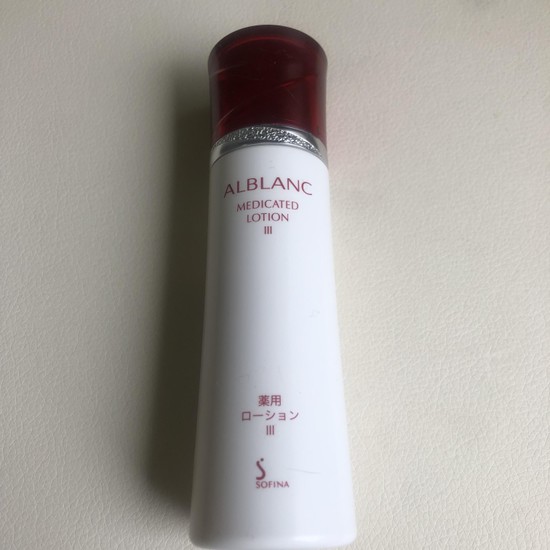 ALBLANC
MEDICATED
LOTION
III
薬用
ローション
III
SOFINA